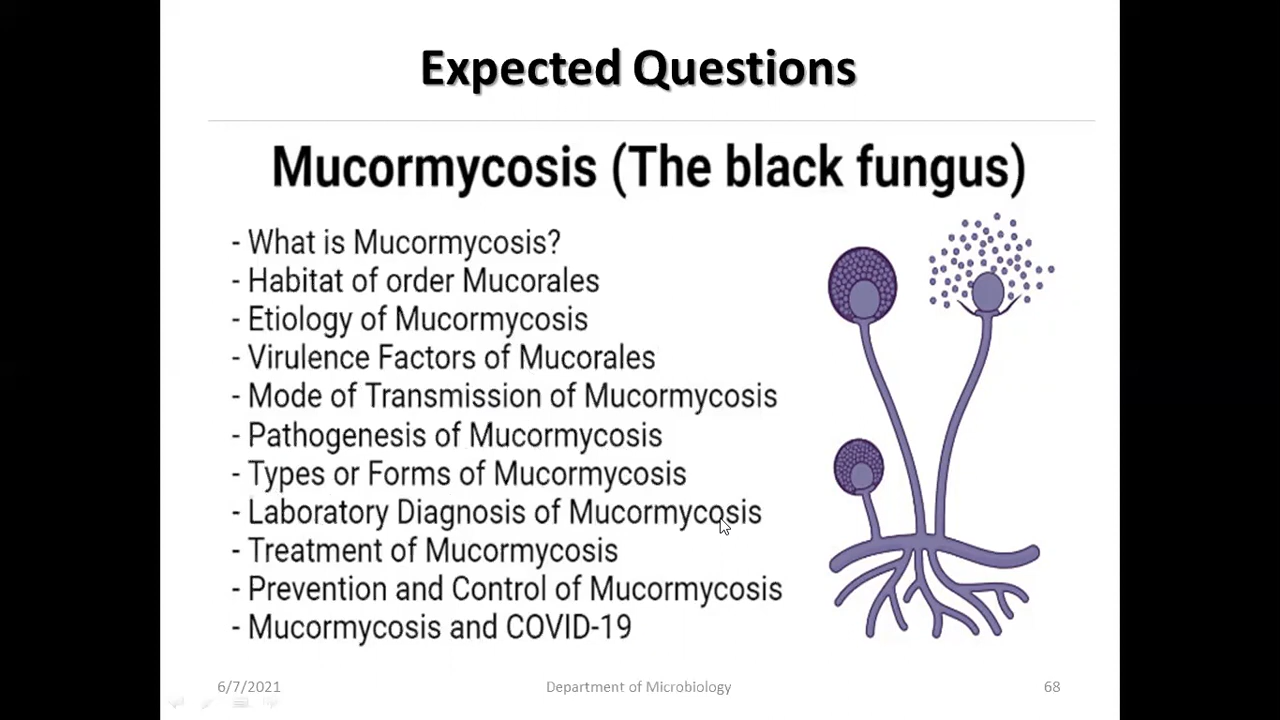 Expected Questions
Mucormycosis (The black fungus)
- What is Mucormycosis?
- Habitat of order Mucorales
- Etiology of Mucormycosis
- Virulence Factors of Mucorales
- Mode of Transmission of Mucormycosis
- Pathogenesis of Mucormycosis
- Types or Forms of Mucormycosis
- Laboratory Diagnosis of Mucormycosis
- Treatment of Mucormycosis
- Prevention and Control of Mucormycosis
- Mucormycosis and COVID-19
6/7/2021
Department of Microbiology
68